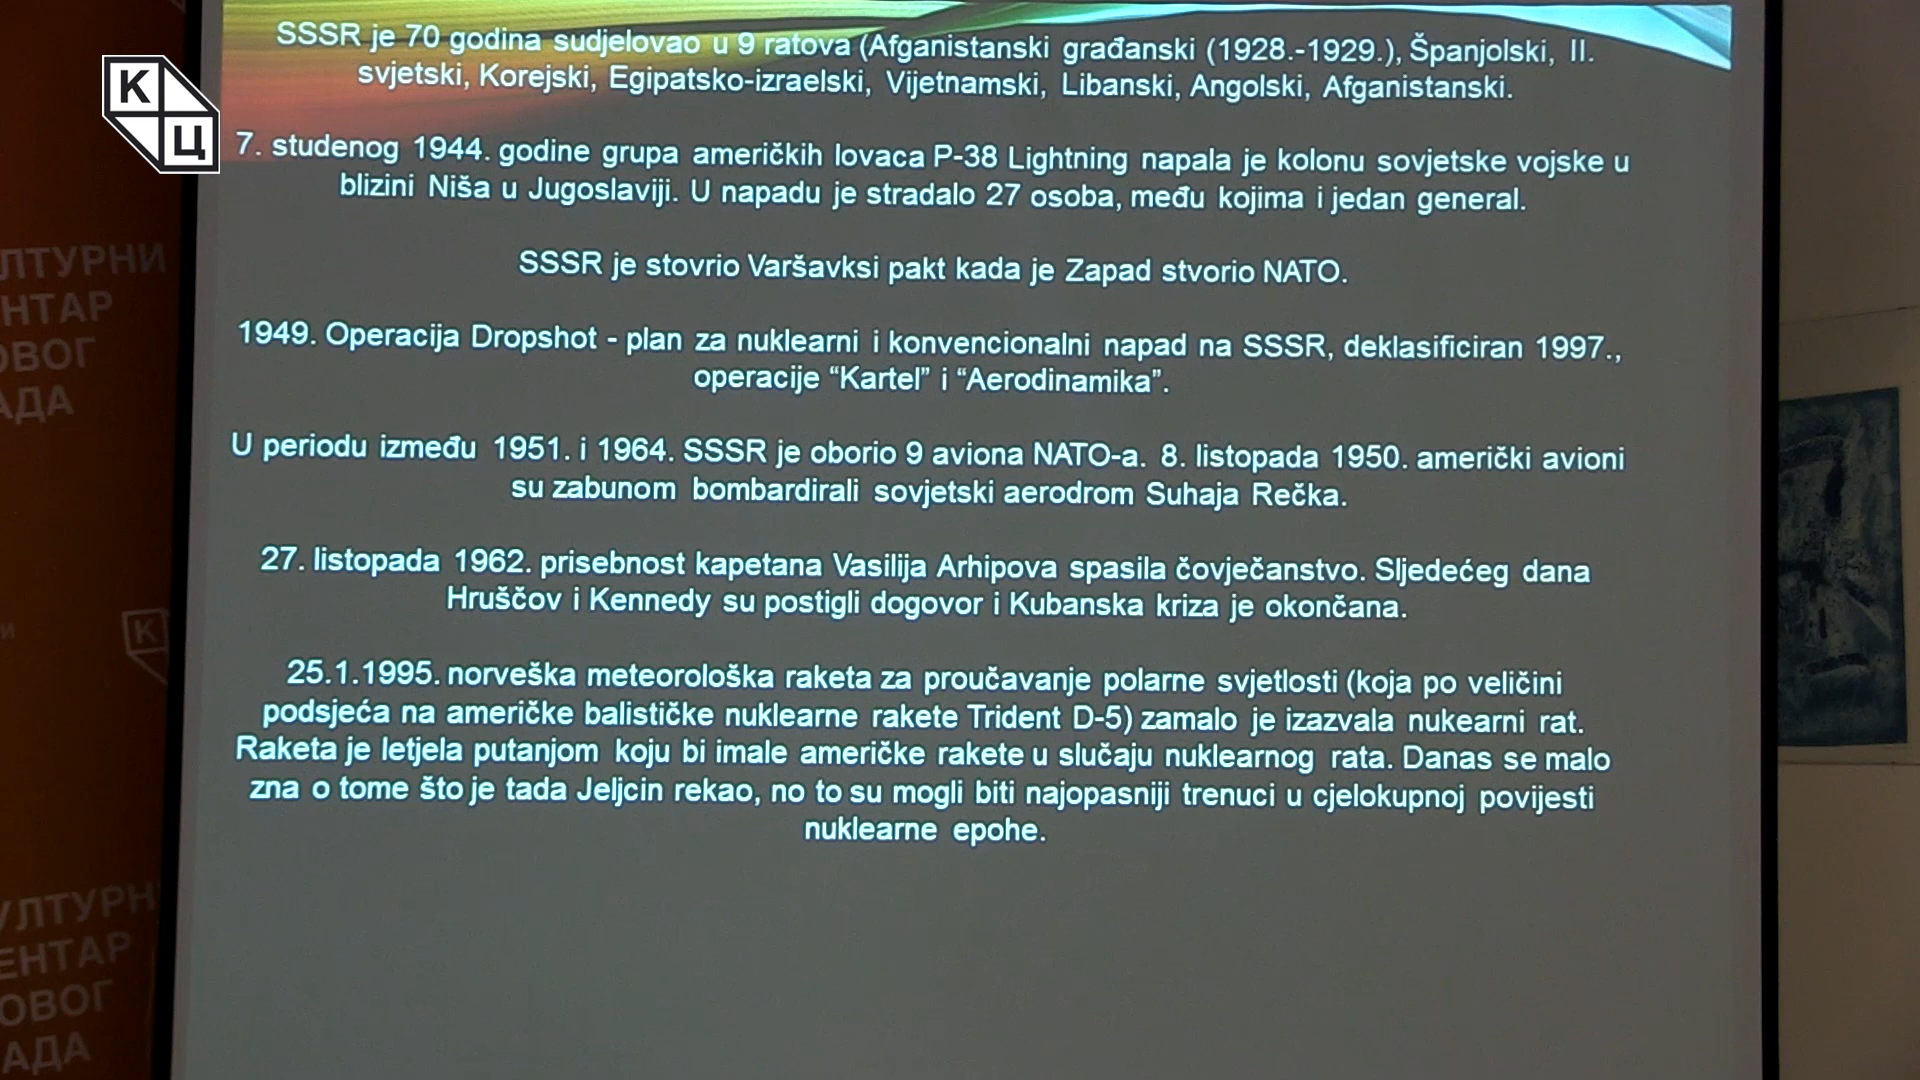 SSSR je 70 godina sudjelovao u 9 ratova (Afganistanski građanski (1928.-1929.), Španjolski, II.
svjetski, Korejski, Egipatsko-izraelski, Vijetnamski, Libanski, Angolski, Afganistanski.
7. studenog 1944. godine grupa američkih lovaca P-38 Lightning napala je kolonu sovjetske vojske u
blizini Niša u Jugoslaviji. U napadu je stradalo 27 osoba, među kojima i jedan general.
SSSR je stovrio Varšavksi pakt kada je Zapad stvorio NATO.
1949. Operacija Dropshot - plan za nuklearni i konvencionalni napad na SSSR, deklasificiran 1997.,
operacije “Kartel” i “Aerodinamika”.
U periodu između 1951. i 1964. SSSR je oborio 9 aviona NATO-a. 8. listopada 1950. američki avioni
su zabunom bombardirali sovjetski aerodrom Suhaja Rečka.
27. listopada 1962. prisebnost kapetana Vasilija Arhipova spasila čovječanstvo. Sljedećeg dana
Hruščov i Kennedy su postigli dogovor i Kubanska kriza je okončana.
25.1.1995. norveška meteorološka raketa za proučavanje polarne svjetlosti (koja po veličini
podsjeća na američke balističke nuklearne rakete Trident D-5) zamalo je izazvala nukearni rat.
Raketa je letjela putanjom koju bi imale američke rakete u slučaju nuklearnog rata. Danas se malo
zna o tome što je tada Jeljcin rekao, no to su mogli biti najopasniji trenuci u cjelokupnoj povijesti
nuklearne epohe.
К
Ц
ЛТУРНИ
НТАР
ОВОГ
АДА
К
УЛТУРН
ЕНТАР
ОВОГ
АДА